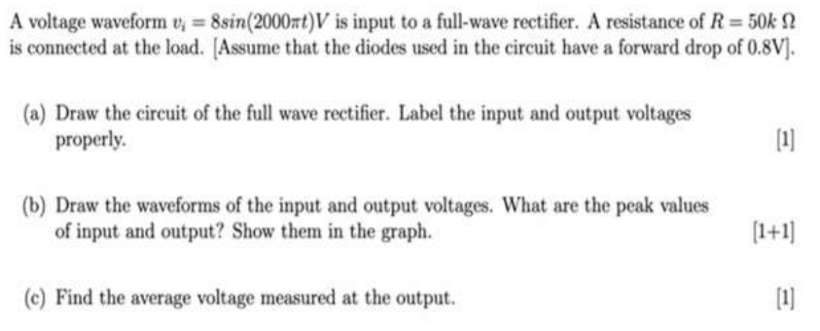 A voltage waveform vᵢ = 8sin(2000πt)V is input to a full-wave rectifier. A resistance of R = 50k Ω
is connected at the load. [Assume that the diodes used in the circuit have a forward drop of 0.8V].
(a) Draw the circuit of the full wave rectifier. Label the input and output voltages
properly. [1]
(b) Draw the waveforms of the input and output voltages. What are the peak values
of input and output? Show them in the graph. [1+1]
(c) Find the average voltage measured at the output. [1]